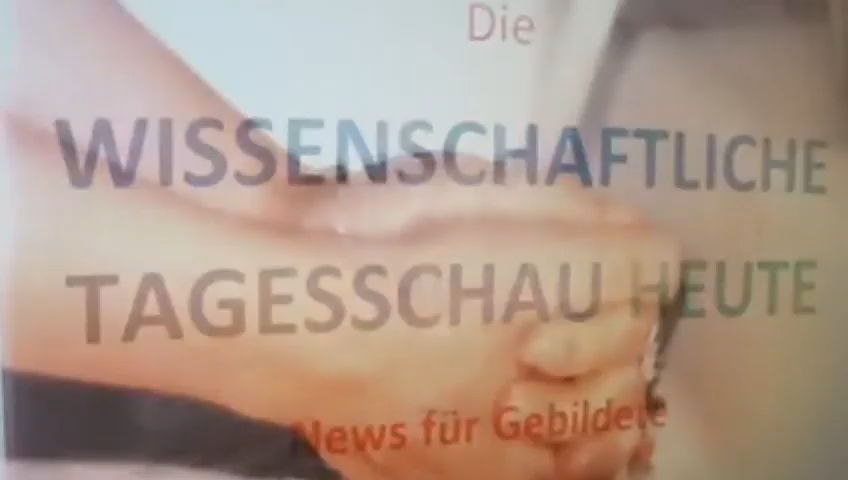 Die
WISSENSCHAFTLICHE
TAGESSCHAU HEUTE
News für Gebildete